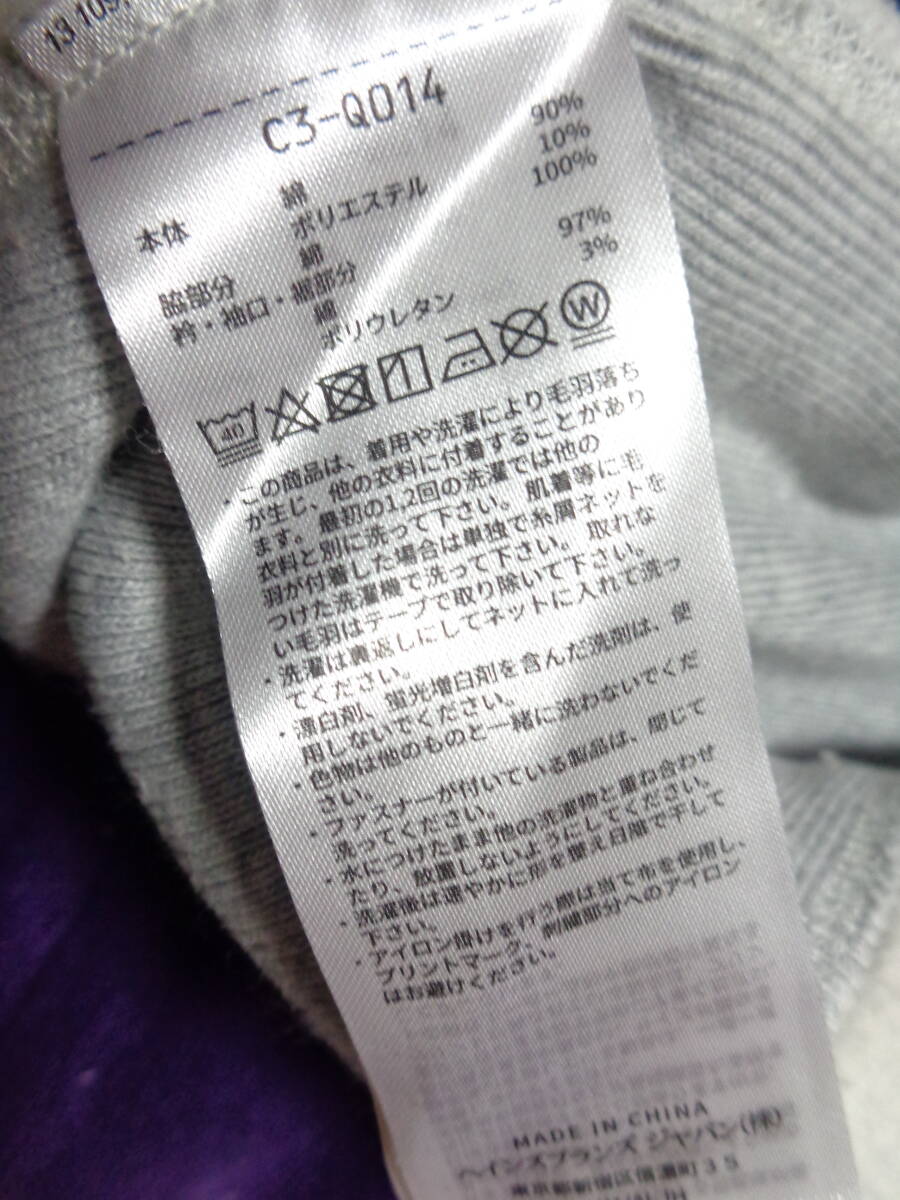 13 109
C3-Q014
本体 綿 90%
ポリエステル 10%
脇部分 綿 100%
衿・袖口・裾部分
綿 97%
ポリウレタン 3%
40 W
・この商品は、着用や洗濯により毛羽落ち
が生じ、他の衣料に付着することがあり
ます。最初の1,2回の洗濯では他の
衣料と別に洗って下さい。肌着等に毛
羽が付着した場合は単独で糸屑ネットを
つけた洗濯機で洗って下さい。取れな
い毛羽はテープで取り除いて下さい。
・洗濯は裏返しにしてネットに入れて洗っ
てください。
・漂白剤、蛍光増白剤を含んだ洗剤は、使
用しないでください。
・色物は他のものと一緒に洗わないでくだ
さい。
・ファスナーが付いている製品は、閉じて
洗ってください。
・水につけたまま他の洗濯物と重ね合わせ
たり、放置しないようにしてください。
・洗濯後は速やかに形を整え日陰で干して
下さい。
・アイロン掛けを行う際は当て布を使用し、
プリントマーク、刺繍部分へのアイロン
はお避けください。
MADE IN CHINA
ヘインズブランズ ジャパン(株)
東京都新宿区信濃町35